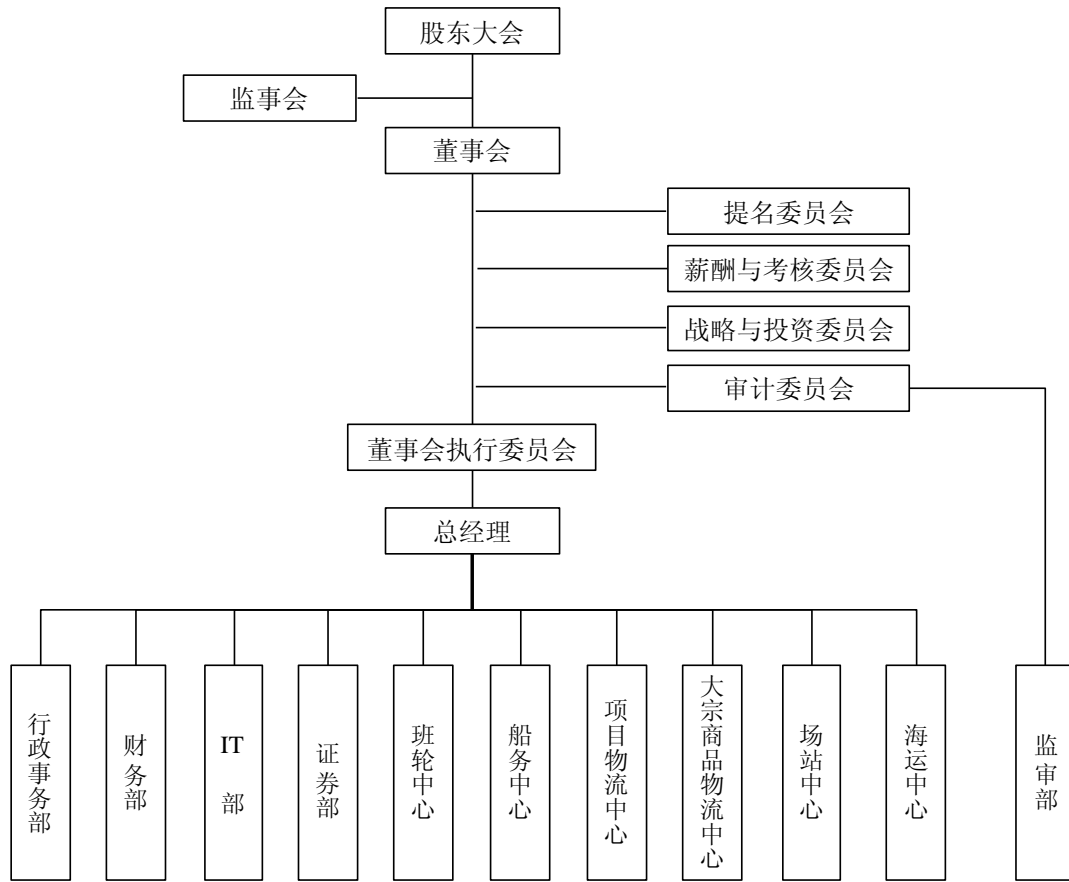 股东大会
监事会
董事会
提名委员会
薪酬与考核委员会
战略与投资委员会
审计委员会
董事会执行委员会
总经理
行政事务部
财务部
IT部
证券部
班轮中心
船务中心
项目物流中心
大宗商品物流中心
场站中心
海运中心
监审部